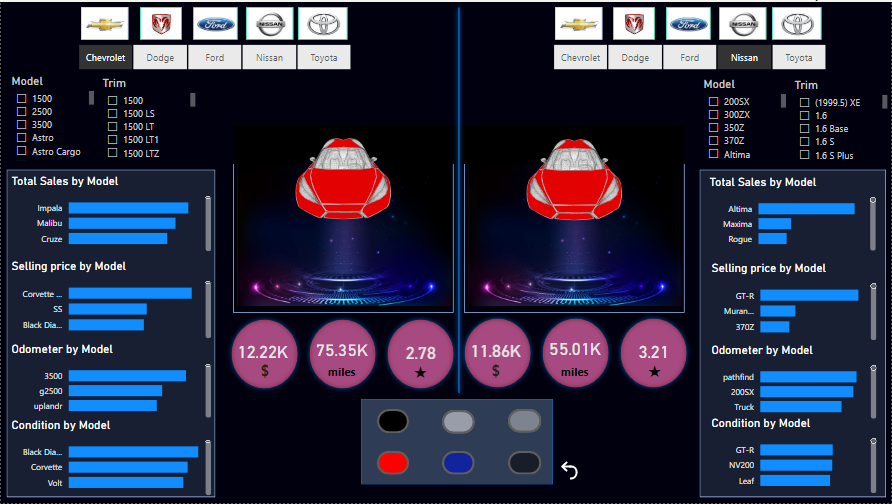 Ford
NISSAN
TOYOTA
Chevrolet
Dodge
Ford
Nissan
Toyota
Ford
NISSAN
TOYOTA
Chevrolet
Dodge
Ford
Nissan
Toyota
Model
1500
2500
3500
Astro
Astro Cargo
Trim
1500
1500 LS
1500 LT
1500 LT1
1500 LTZ
Model
200SX
300ZX
350Z
370Z
Altima
Trim
(1999.5) XE
1.6
1.6 Base
1.6 S
1.6 S Plus
Total Sales by Model
Impala
Malibu
Cruze
Selling price by Model
Corvette ...
SS
Black Dia...
Odometer by Model
3500
g2500
uplandr
Condition by Model
Black Dia...
Corvette
Volt
12.22K
$
75.35K
miles
2.78
★
11.86K
$
55.01K
miles
3.21
★
Total Sales by Model
Altima
Maxima
Rogue
Selling price by Model
GT-R
Muran...
370Z
Odometer by Model
pathfind
200SX
Truck
Condition by Model
GT-R
NV200
Leaf